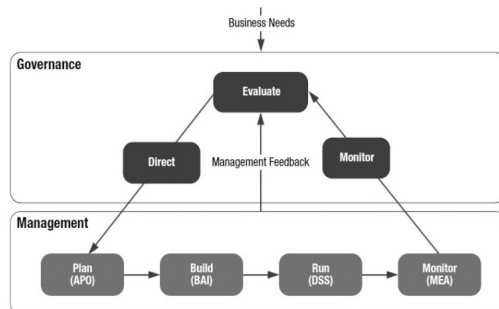 Business Needs
Governance
Evaluate
Direct
Management Feedback
Monitor
Management
Plan
(APO)
Build
(BAI)
Run
(DSS)
Monitor
(MEA)